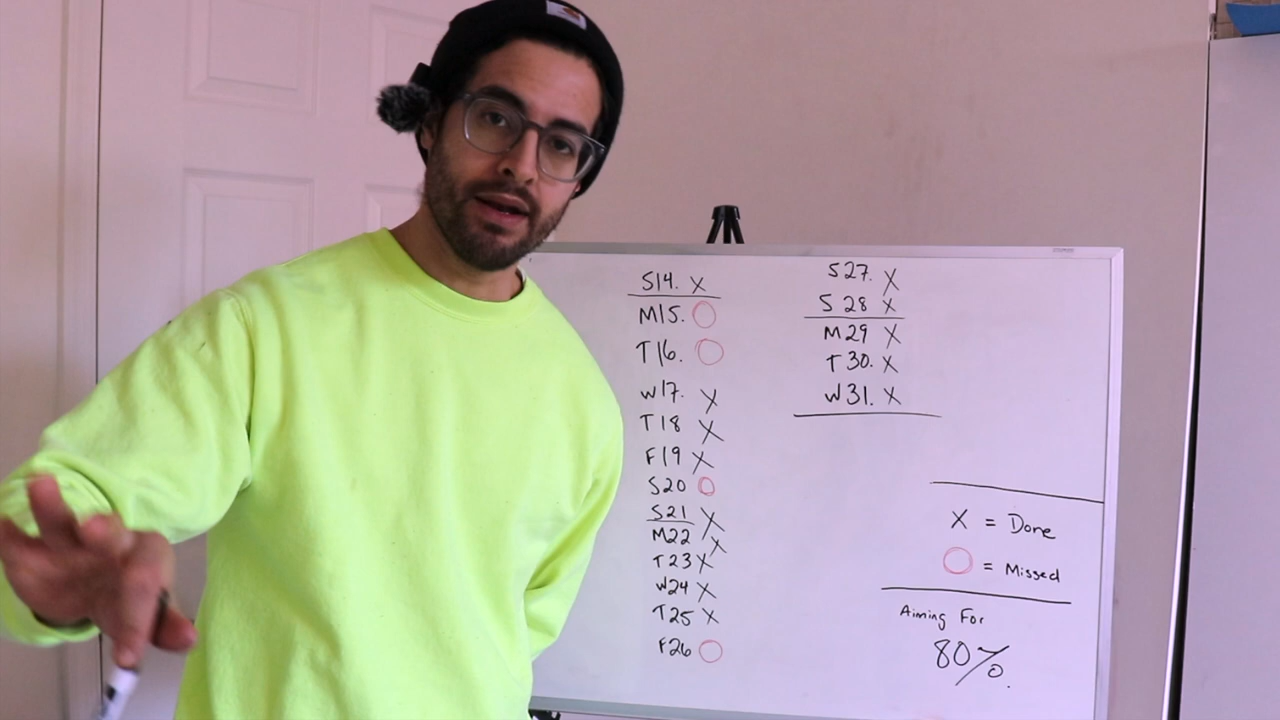 S14. X
M15. O
T16. O
W17. X
T18 X
F19 X
S20 O
S21 X
M22 X
T23 X
W24 X
T25 X
F26 O
S27. X
S28 X
M29 X
T30. X
W31. X
X = Done
O = Missed
Aiming For
80%.